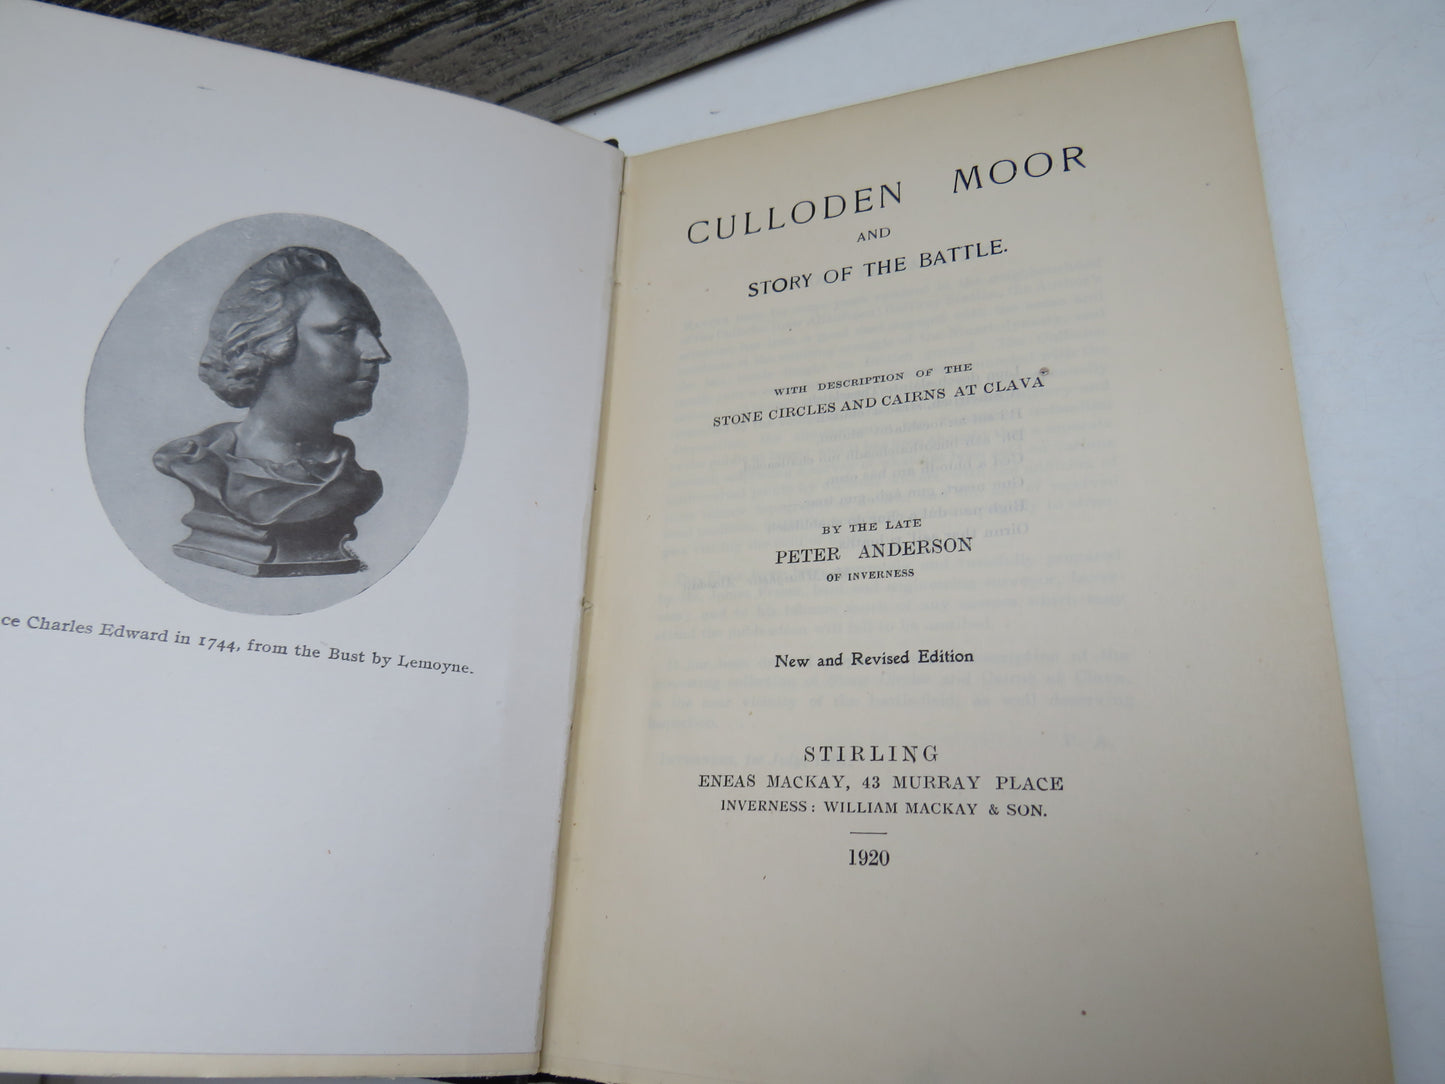 ce Charles Edward in 1744, from the Bust by Lemoyne.
CULLODEN MOOR
AND
STORY OF THE BATTLE.
WITH DESCRIPTION OF THE
STONE CIRCLES AND CAIRNS AT CLAVA
BY THE LATE
PETER ANDERSON
OF INVERNESS
New and Revised Edition
STIRLING
ENEAS MACKAY, 43 MURRAY PLACE
INVERNESS: WILLIAM MACKAY & SON.
1920